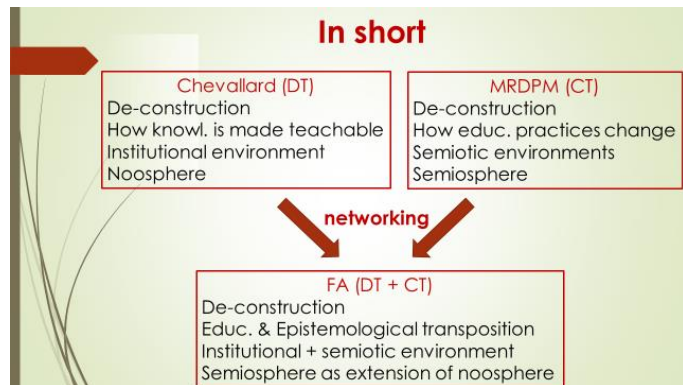 In short
Chevallard (DT)
De-construction
How knowl. is made teachable
Institutional environment
Noosphere
MRDPM (CT)
De-construction
How educ. practices change
Semiotic environments
Semiosphere
networking
FA (DT + CT)
De-construction
Educ. & Epistemological transposition
Institutional + semiotic environment
Semiosphere as extension of noosphere